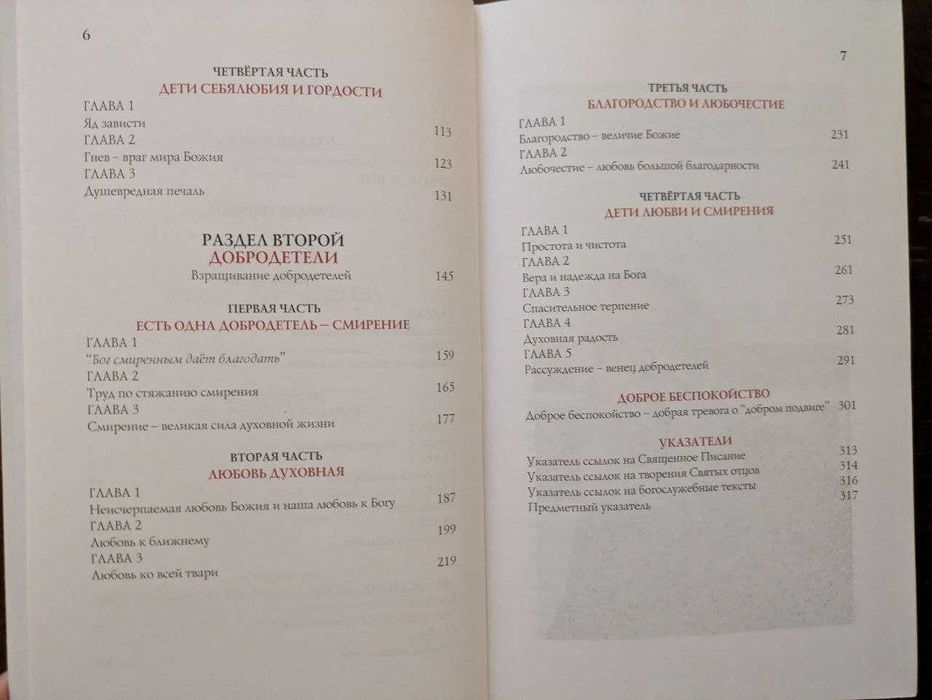 6
ЧЕТВЁРТАЯ ЧАСТЬ
ДЕТИ СЕБЯЛЮБИЯ И ГОРДОСТИ
ГЛАВА 1
Яд зависти 113
ГЛАВА 2
Гнев – враг мира Божия 123
ГЛАВА 3
Душевредная печаль 131
РАЗДЕЛ ВТОРОЙ
ДОБРОДЕТЕЛИ
Взращивание добродетелей 145
ПЕРВАЯ ЧАСТЬ
ЕСТЬ ОДНА ДОБРОДЕТЕЛЬ – СМИРЕНИЕ
ГЛАВА 1
“Бог смиренным даёт благодать” 159
ГЛАВА 2
Труд по стяжанию смирения 165
ГЛАВА 3
Смирение – великая сила духовной жизни 177
ВТОРАЯ ЧАСТЬ
ЛЮБОВЬ ДУХОВНАЯ
ГЛАВА 1
Неисчерпаемая любовь Божия и наша любовь к Богу 187
ГЛАВА 2
Любовь к ближнему 199
ГЛАВА 3
Любовь ко всей твари 219
7
ТРЕТЬЯ ЧАСТЬ
БЛАГОРОДСТВО И ЛЮБОЧЕСТИЕ
ГЛАВА 1
Благородство – величие Божие 231
ГЛАВА 2
Любочестие – любовь большой благодарности 241
ЧЕТВЁРТАЯ ЧАСТЬ
ДЕТИ ЛЮБВИ И СМИРЕНИЯ
ГЛАВА 1
Простота и чистота 251
ГЛАВА 2
Вера и надежда на Бога 261
ГЛАВА 3
Спасительное терпение 273
ГЛАВА 4
Духовная радость 281
ГЛАВА 5
Рассуждение – венец добродетелей 291
ДОБРОЕ БЕСПОКОЙСТВО
Доброе беспокойство – добрая тревога о “добром подвиге” 301
УКАЗАТЕЛИ
Указатель ссылок на Священное Писание 313
Указатель ссылок на творения Святых отцов 314
Указатель ссылок на богослужебные тексты 316
Предметный указатель 317